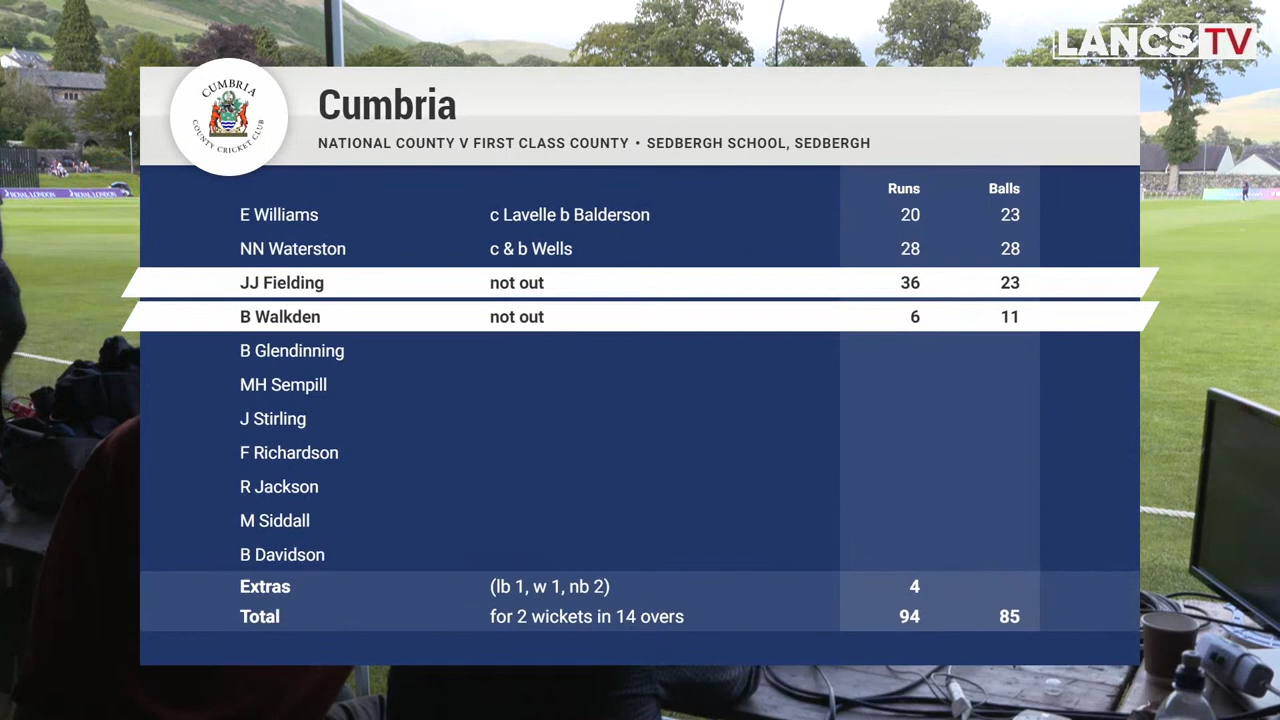 LANCS TV
CUMBRIA
COUNTY CRICKET CLUB
Cumbria
NATIONAL COUNTY V FIRST CLASS COUNTY • SEDBERGH SCHOOL, SEDBERGH
Runs Balls
E Williams c Lavelle b Balderson 20 23
NN Waterston c & b Wells 28 28
JJ Fielding not out 36 23
B Walkden not out 6 11
B Glendinning
MH Sempill
J Stirling
F Richardson
R Jackson
M Siddall
B Davidson
Extras (lb 1, w 1, nb 2) 4
Total for 2 wickets in 14 overs 94 85
ROYAL LONDON